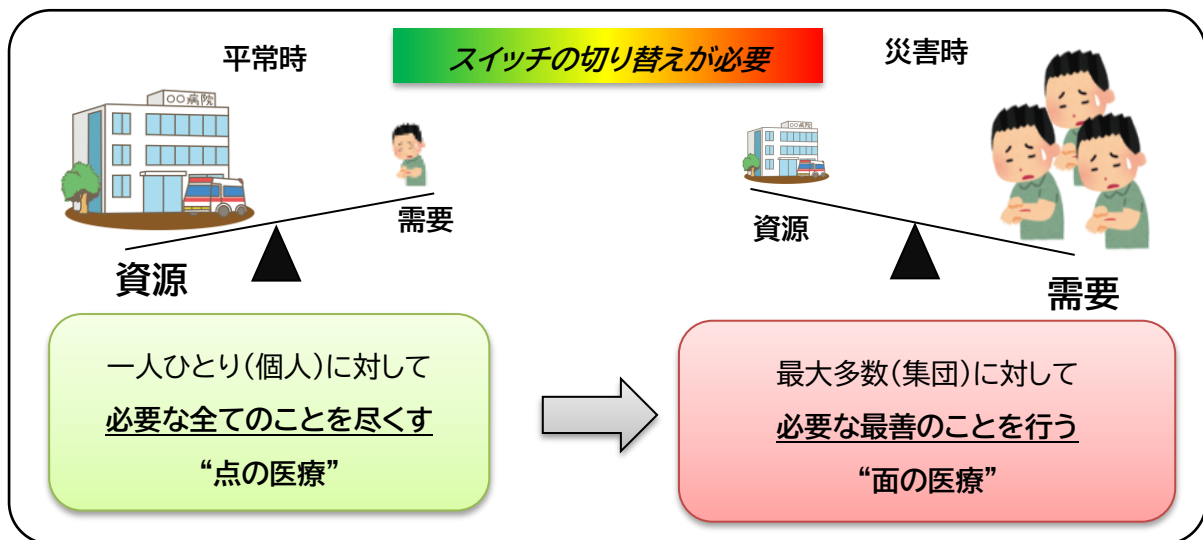 平常時
スイッチの切り替えが必要
災害時
○○病院
需要
資源
○○病院
資源
需要
一人ひとり(個人)に対して
必要な全てのことを尽くす
“点の医療”
最大多数(集団)に対して
必要な最善のことを行う
“面の医療”